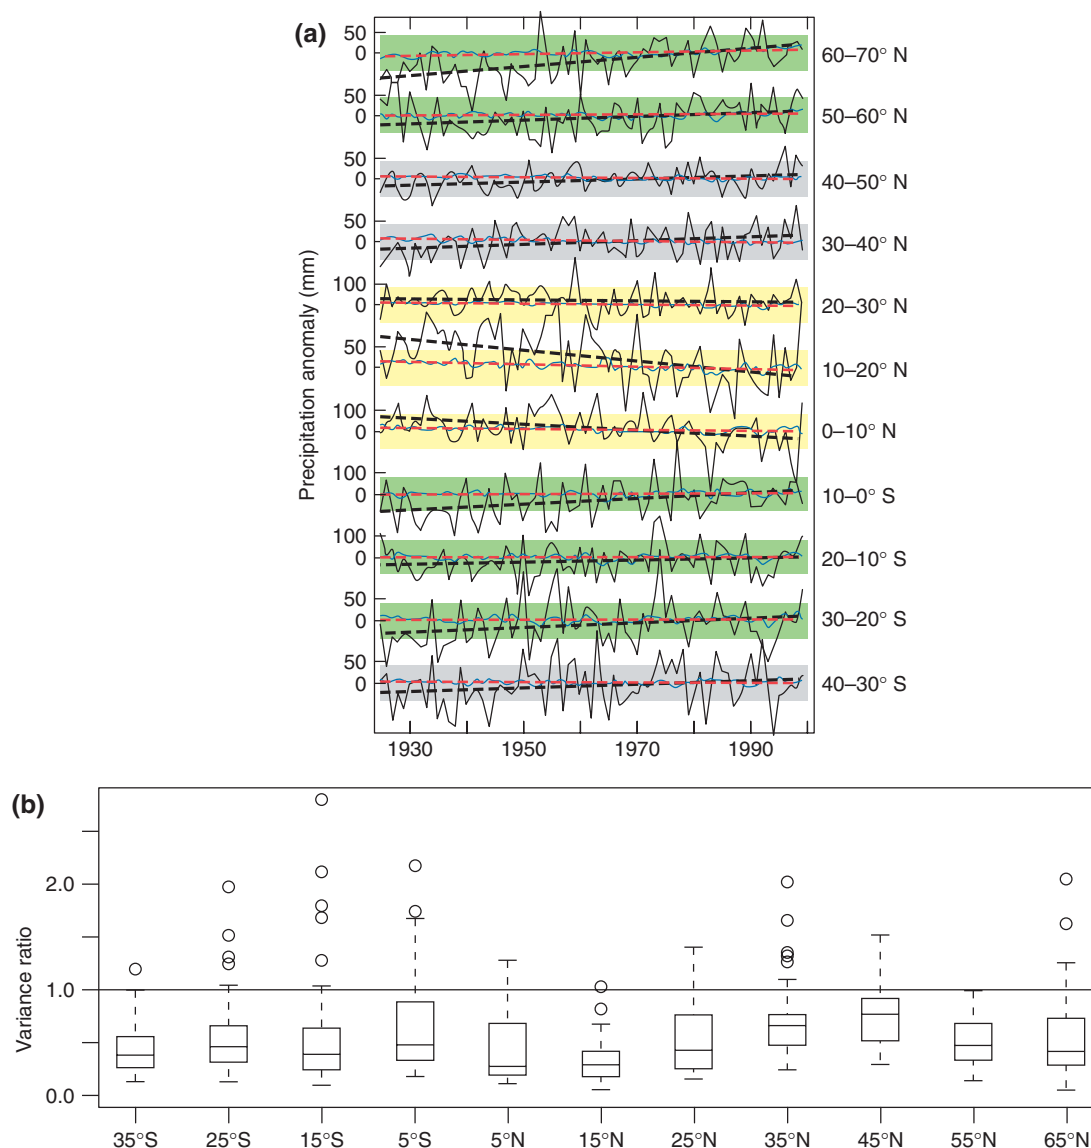 (a)
Precipitation anomaly (mm)
50
0
60–70° N
50
0
50–60° N
50
0
40–50° N
50
0
30–40° N
100
0
20–30° N
50
0
10–20° N
100
0
0–10° N
100
0
10–0° S
100
0
20–10° S
50
0
30–20° S
50
0
40–30° S
1930 1950 1970 1990
(b)
Variance ratio
2.0
1.0
0.0
35°S 25°S 15°S 5°S 5°N 15°N 25°N 35°N 45°N 55°N 65°N